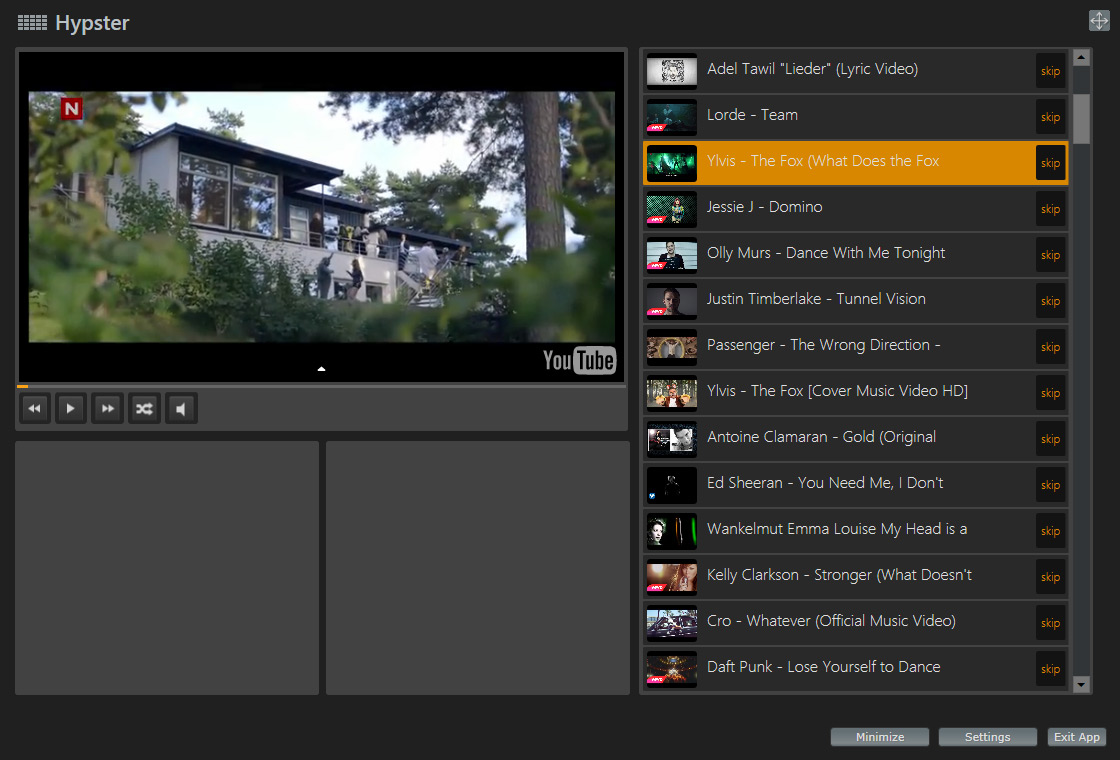 Hypster
N
YouTube
Adel Tawil "Lieder" (Lyric Video)
skip
Lorde - Team
skip
Ylvis - The Fox (What Does the Fox
skip
Jessie J - Domino
skip
Olly Murs - Dance With Me Tonight
skip
Justin Timberlake - Tunnel Vision
skip
Passenger - The Wrong Direction -
skip
Ylvis - The Fox [Cover Music Video HD]
skip
Antoine Clamaran - Gold (Original
skip
Ed Sheeran - You Need Me, I Don't
skip
Wankelmut Emma Louise My Head is a
skip
Kelly Clarkson - Stronger (What Doesn't
skip
Cro - Whatever (Official Music Video)
skip
Daft Punk - Lose Yourself to Dance
skip
Minimize
Settings
Exit App